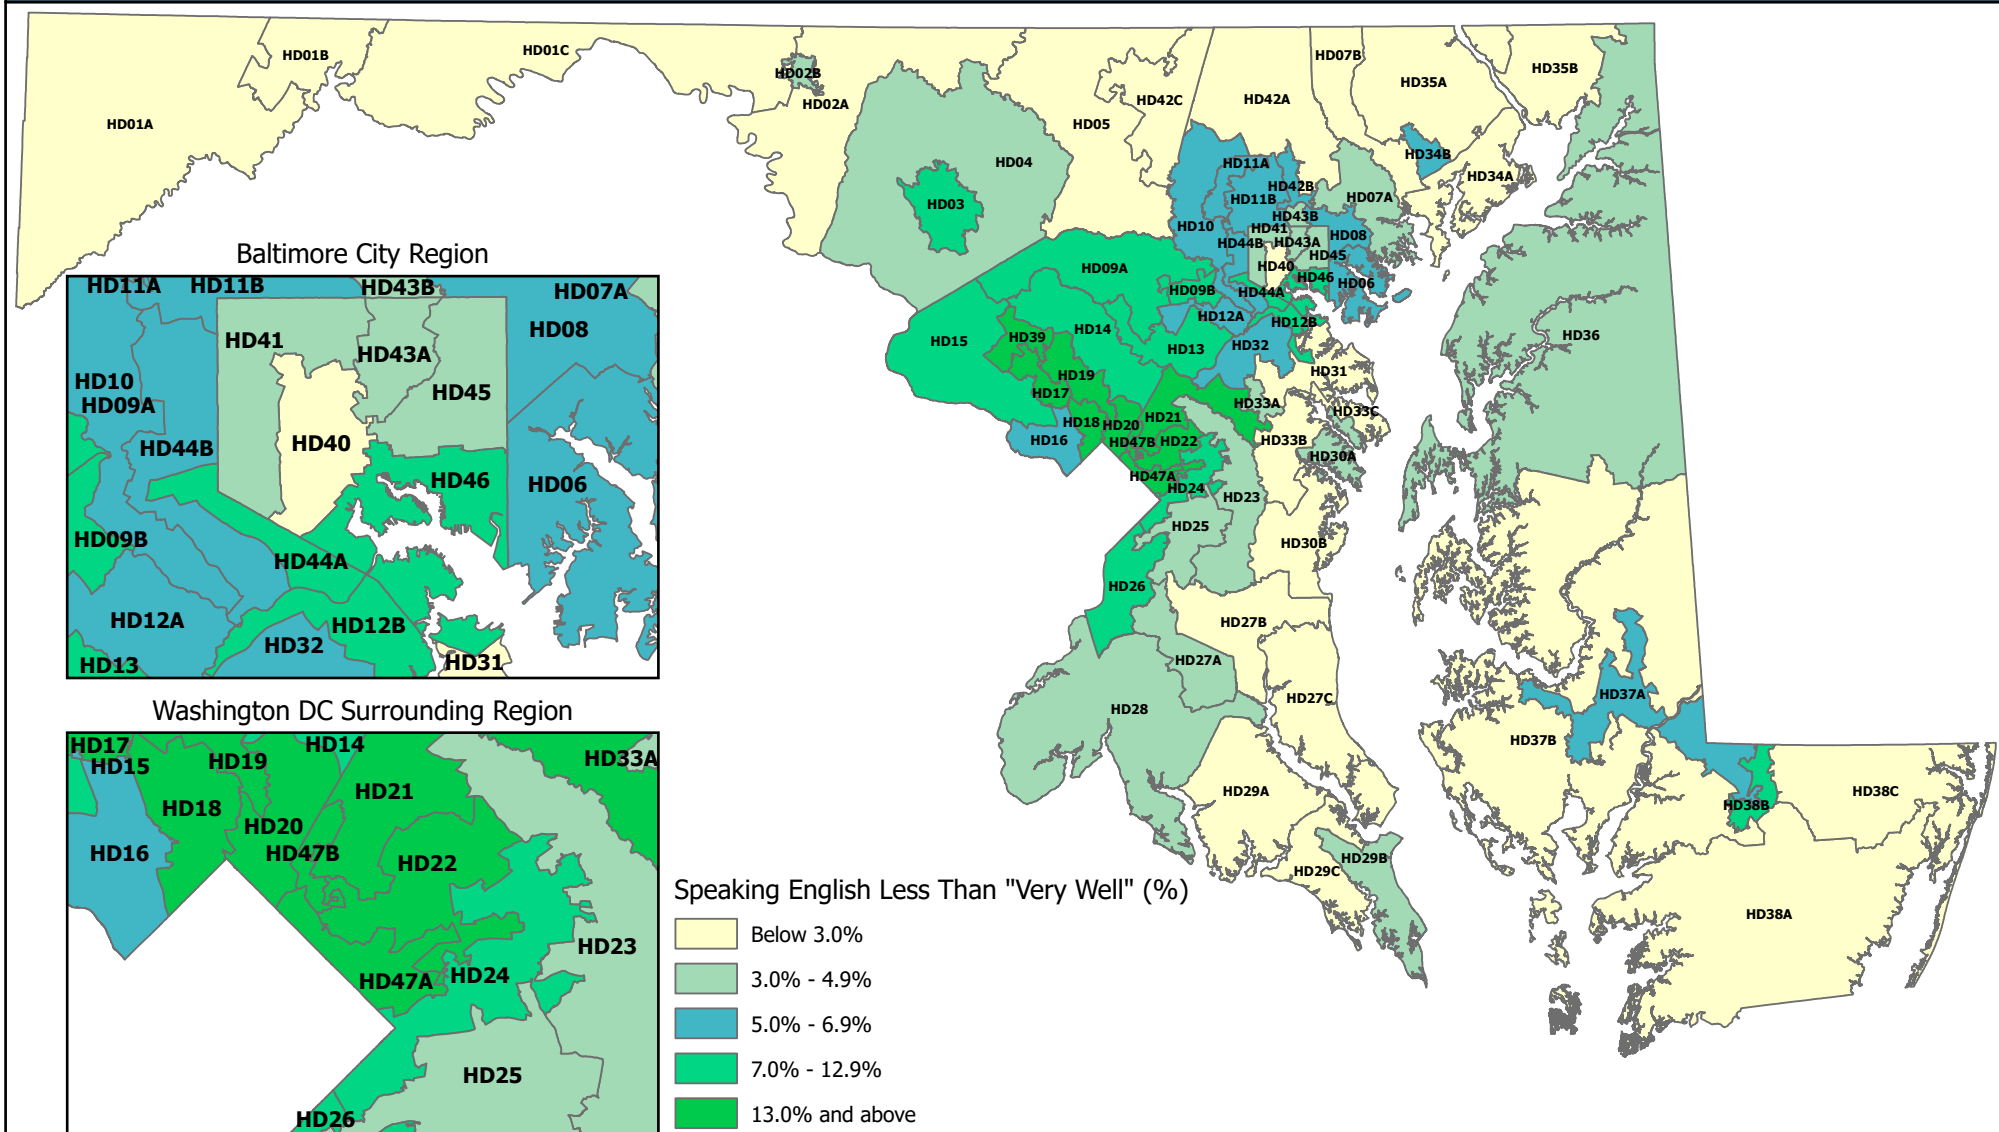 HD01A
HD01B
HD01C
HD02B
HD02A
HD04
HD03
HD05
HD42C
HD42A
HD07B
HD35A
HD35B
HD34B
HD34A
HD07A
HD11A
HD42B
HD11B
HD43B
HD10
HD41
HD08
HD44B
HD43A
HD45
HD40
HD46
HD06
HD09A
HD09B
HD44A
HD12A
HD12B
HD15
HD39
HD14
HD13
HD32
HD31
HD19
HD17
HD33A
HD33C
HD18
HD20
HD21
HD16
HD47B
HD22
HD33B
HD30A
HD47A
HD24
HD23
HD25
HD30B
HD26
HD27B
HD27A
HD27C
HD28
HD29A
HD29B
HD29C
HD36
HD37A
HD37B
HD38B
HD38C
HD38A
Baltimore City Region
HD11A
HD11B
HD43B
HD07A
HD08
HD41
HD43A
HD10
HD09A
HD45
HD44B
HD40
HD46
HD06
HD09B
HD44A
HD12A
HD12B
HD32
HD13
HD31
Washington DC Surrounding Region
HD17
HD15
HD19
HD14
HD33A
HD18
HD21
HD20
HD16
HD47B
HD22
HD23
HD47A
HD24
HD25
HD26
Speaking English Less Than "Very Well" (%)
Below 3.0%
3.0% - 4.9%
5.0% - 6.9%
7.0% - 12.9%
13.0% and above